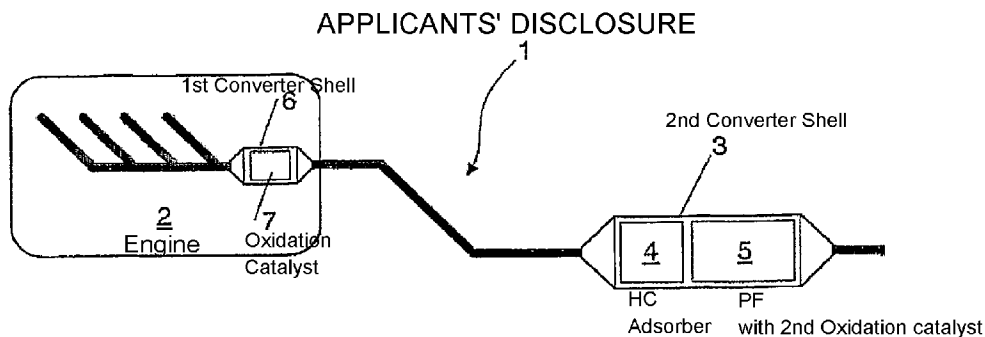 APPLICANTS' DISCLOSURE
1
1st Converter Shell
6
2nd Converter Shell
3
2
Engine
7
Oxidation
Catalyst
4
5
HC
Adsorber
PF
with 2nd Oxidation catalyst